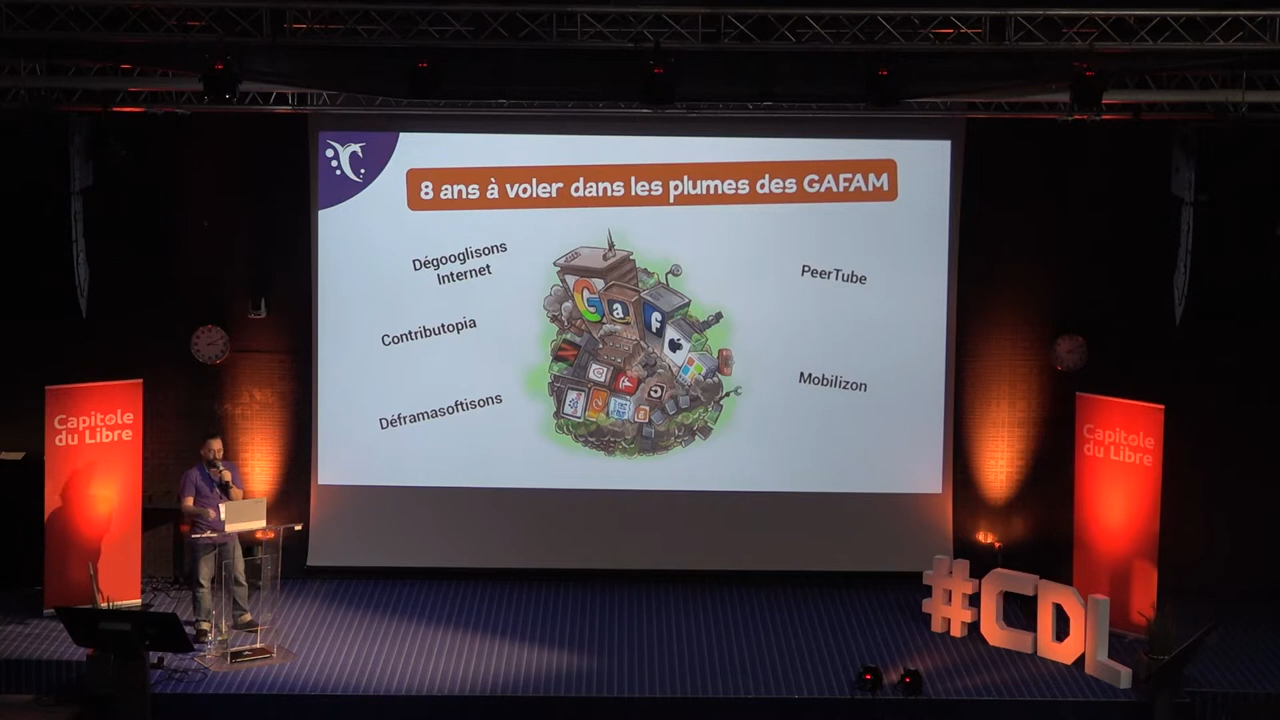 8 ans à voler dans les plumes des GAFAM
Dégooglisons
Internet
Contributopia
Déframasoftisons
PeerTube
Mobilizon
G
a
f
Capitole
du Libre
Capitole
du Libre
#CDL